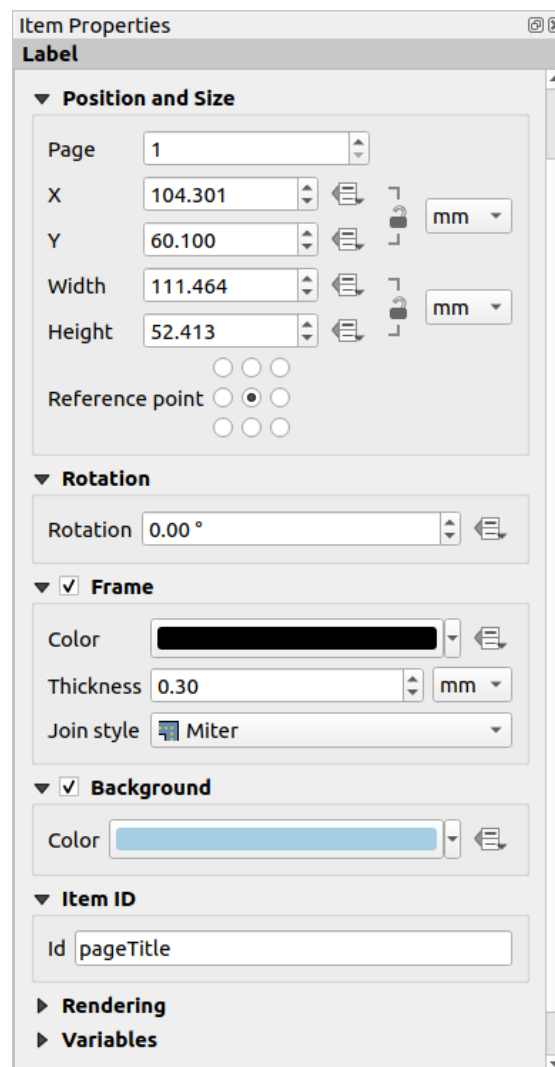 Item Properties
Label
Position and Size
Page 1
X 104.301
Y 60.100
mm
Width 111.464
Height 52.413
mm
Reference point
Rotation
Rotation 0.00 °
Frame
Color
Thickness 0.30 mm
Join style Miter
Background
Color
Item ID
Id pageTitle
Rendering
Variables